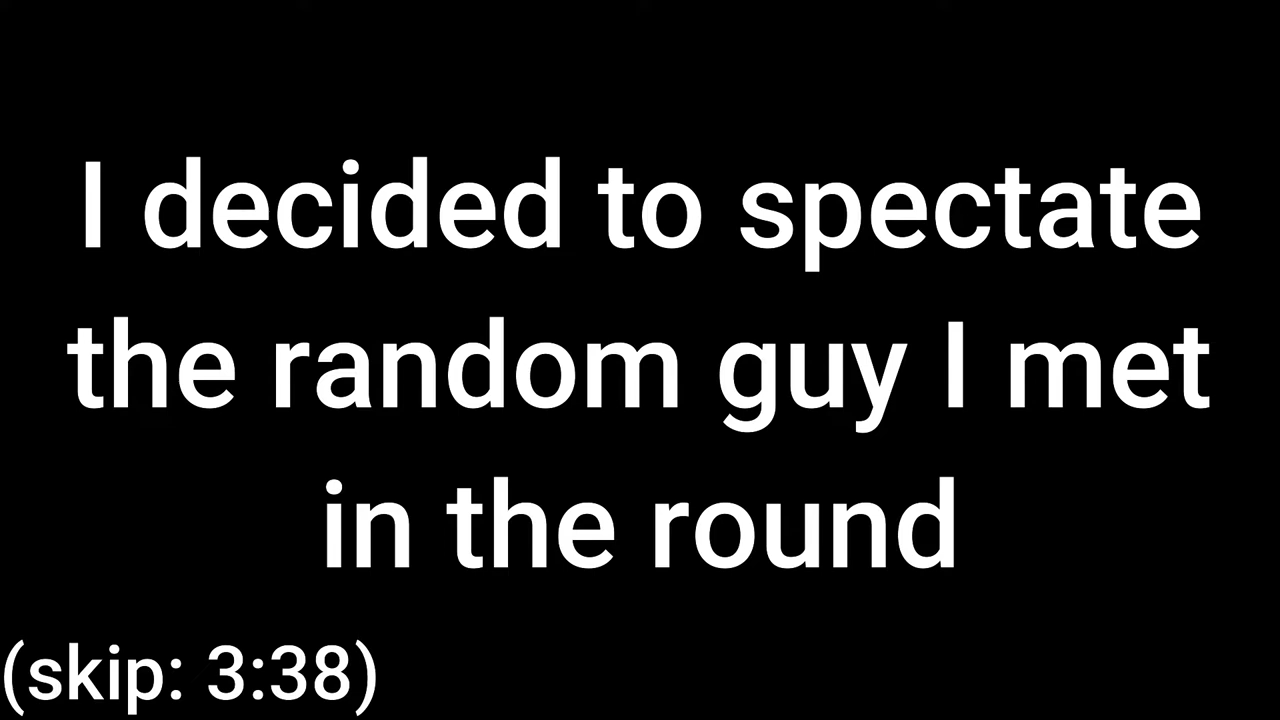 I decided to spectate
the random guy I met
in the round
(skip: 3:38)